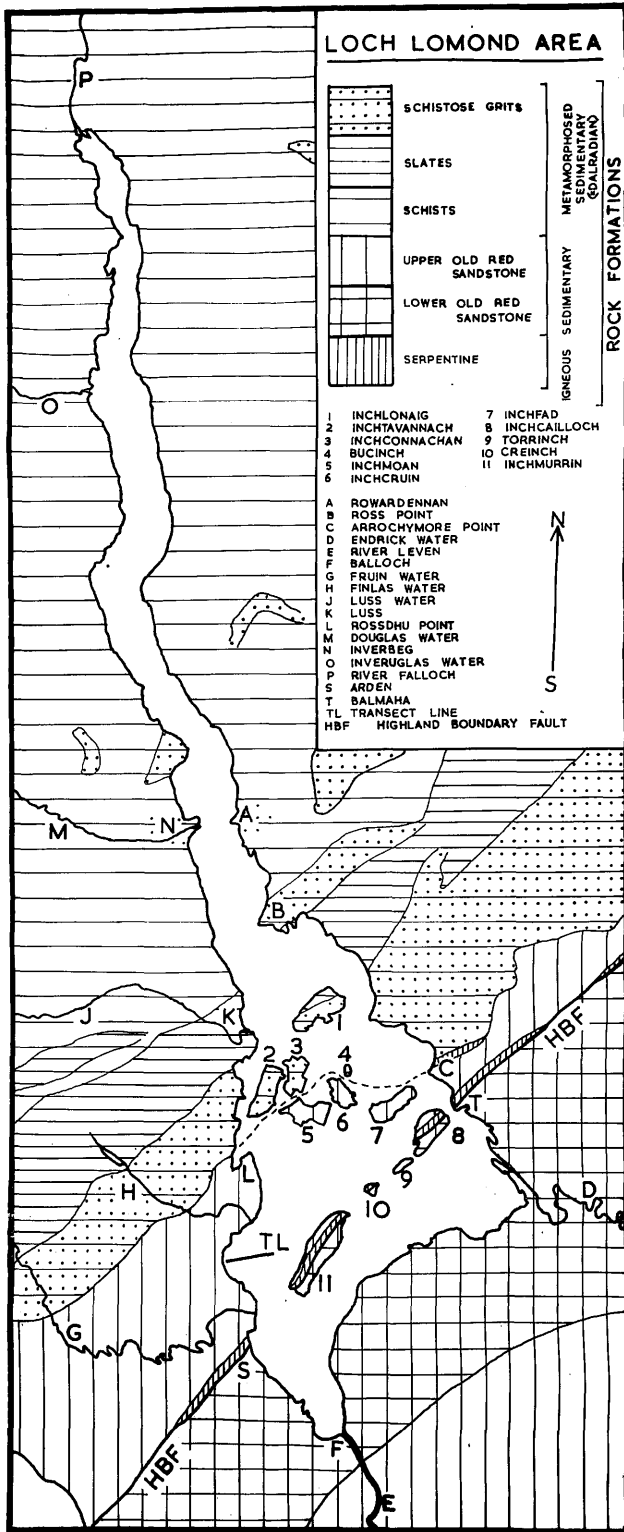 LOCH LOMOND AREA
SCHISTOSE GRITS
SLATES
SCHISTS
UPPER OLD RED
SANDSTONE
LOWER OLD RED
SANDSTONE
SERPENTINE
METAMORPHOSED
SEDIMENTARY
(DALRADIAN)
SEDIMENTARY
IGNEOUS
ROCK FORMATIONS
1 INCHLONAIG
2 INCHTAVANNACH
3 INCHCONNACHAN
4 BUCINCH
5 INCHMOAN
6 INCHCRUIN
7 INCHFAD
8 INCHCAILLOCH
9 TORRINCH
10 CREINCH
11 INCHMURRIN
A ROWARDENNAN
B ROSS POINT
C ARROCHYMORE POINT
D ENDRICK WATER
E RIVER LEVEN
F BALLOCH
G FRUIN WATER
H FINLAS WATER
J LUSS WATER
K LUSS
L ROSSDHU POINT
M DOUGLAS WATER
N INVERBEG
O INVERUGLAS WATER
P RIVER FALLOCH
S ARDEN
T BALMAHA
TL TRANSECT LINE
HBF HIGHLAND BOUNDARY FAULT
N
S
P
O
M
N
A
B
J
K
1
2
3
4
C
HBF
T
5
6
7
8
H
L
9
D
10
TL
11
G
S
HBF
F
E